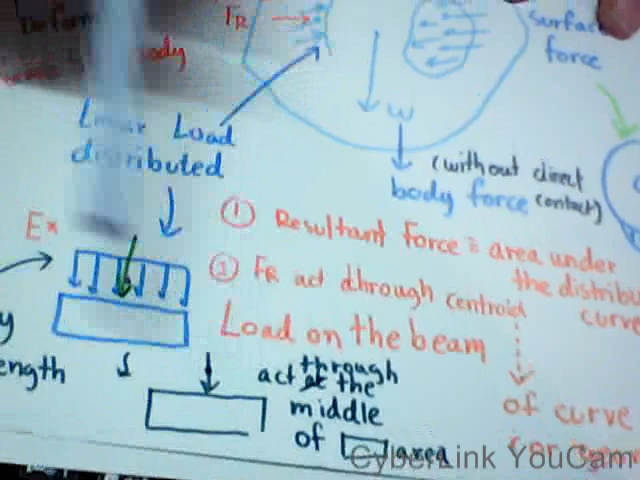 FR
surface
force
body
Load
distributed
w
(without direct
contact)
body force
Ex
① Resultant force = area under
the distribu
curve
② FR act through centroid
of curve
Load on the beam
y
ength
act through
the
middle
of area
CyberLink YouCam